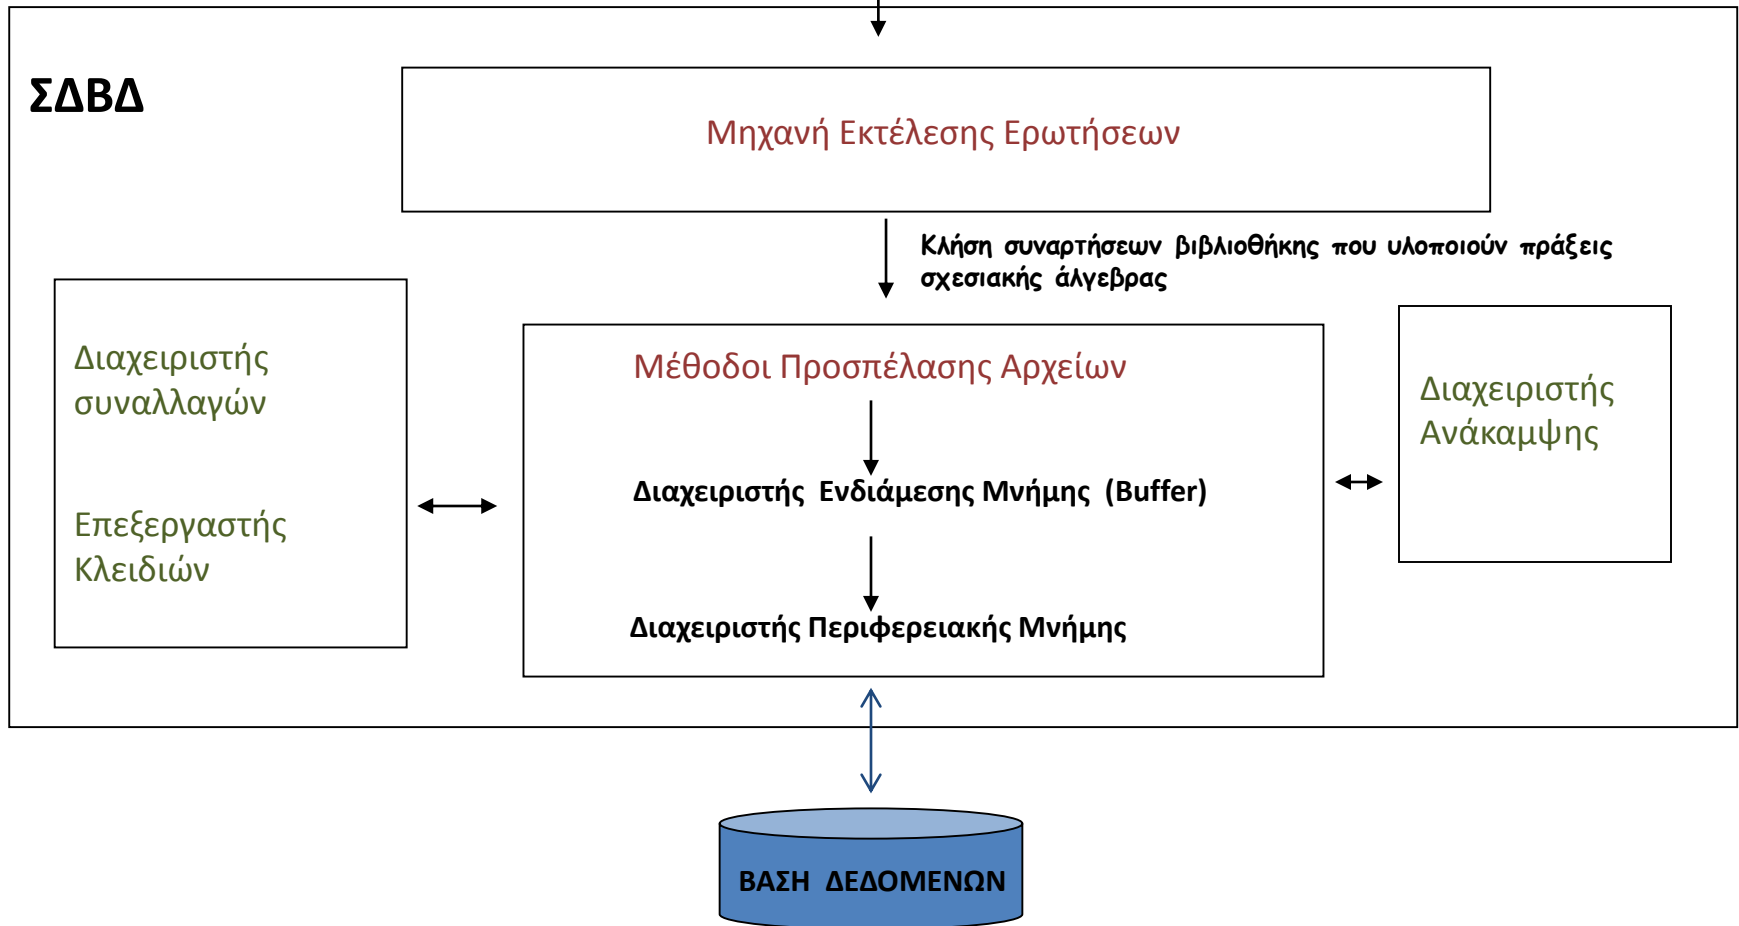 ΣΔΒΔ
Μηχανή Εκτέλεσης Ερωτήσεων
Κλήση συναρτήσεων βιβλιοθήκης που υλοποιούν πράξεις
σχεσιακής άλγεβρας
Διαχειριστής
συναλλαγών
Επεξεργαστής
Κλειδιών
Μέθοδοι Προσπέλασης Αρχείων
Διαχειριστής Ενδιάμεσης Μνήμης (Buffer)
Διαχειριστής Περιφερειακής Μνήμης
Διαχειριστής
Ανάκαμψης
ΒΑΣΗ ΔΕΔΟΜΕΝΩΝ